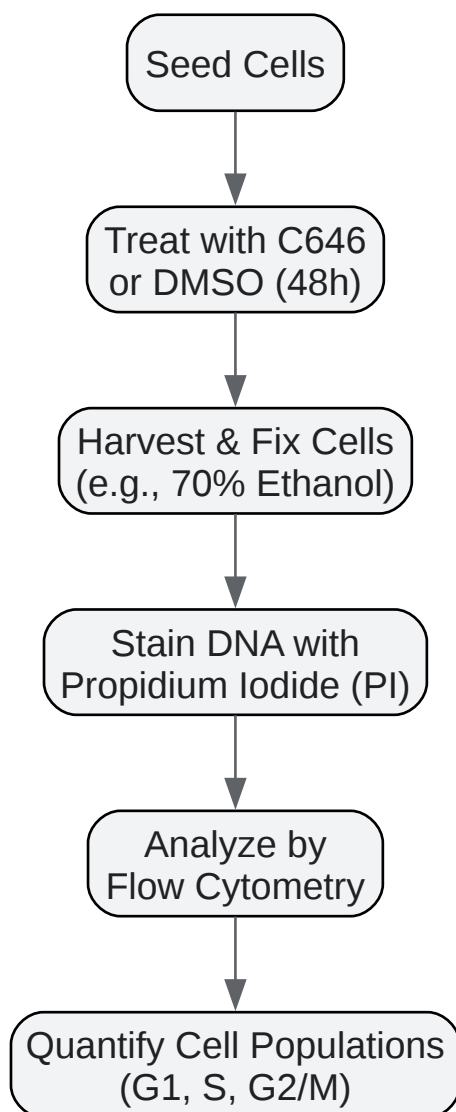 Seed Cells
Treat with C646
or DMSO (48h)
Harvest & Fix Cells
(e.g., 70% Ethanol)
Stain DNA with
Propidium Iodide (PI)
Analyze by
Flow Cytometry
Quantify Cell Populations
(G1, S, G2/M)